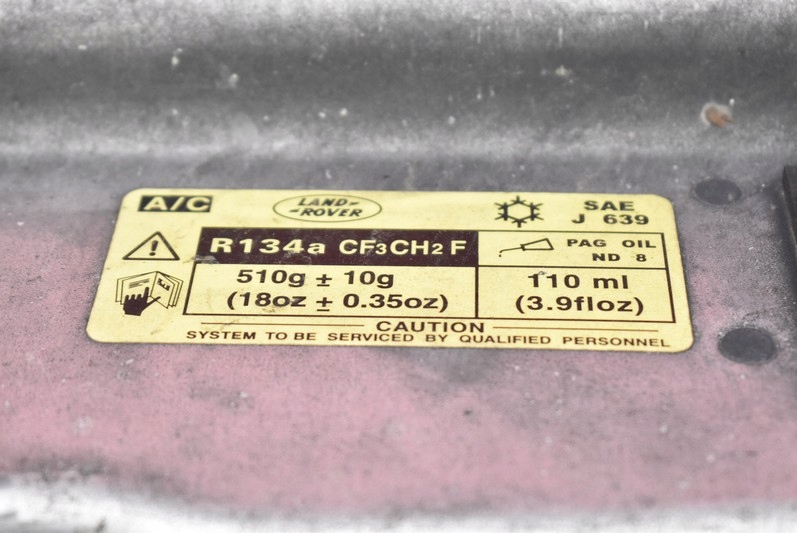 A/C LAND-
-ROVER SAE
J 639
R134a CF3CH2F PAG OIL
ND 8
510g ± 10g 110 ml
(18oz ± 0.35oz) (3.9floz)
CAUTION
SYSTEM TO BE SERVICED BY QUALIFIED PERSONNEL